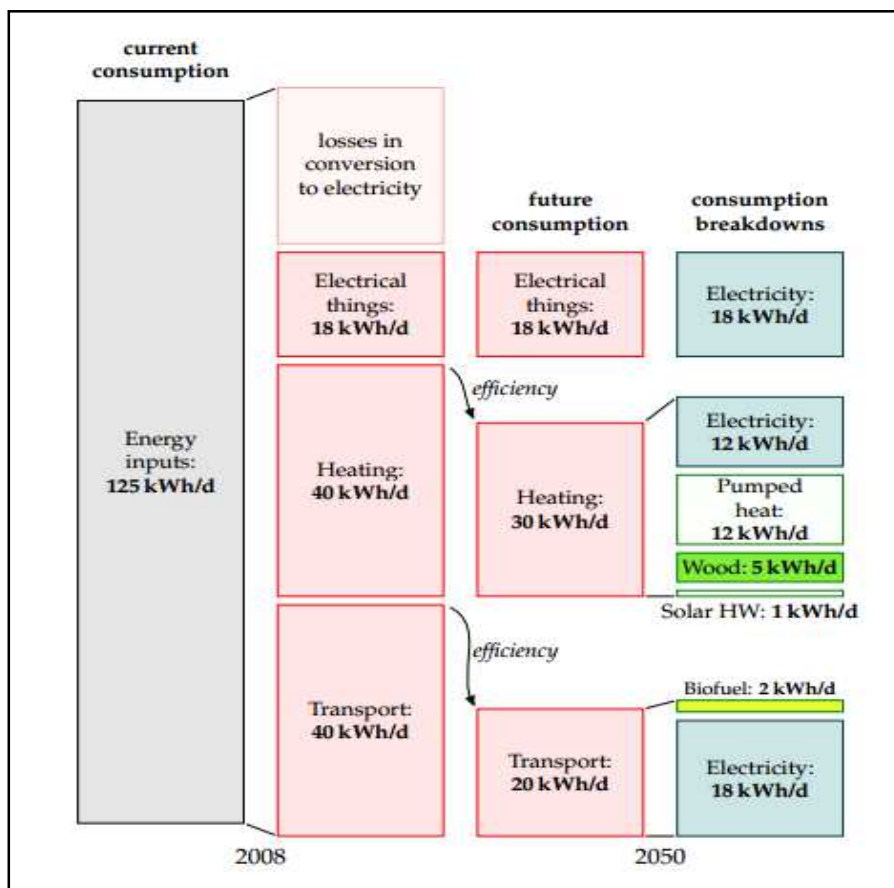 current
consumption
Energy
inputs:
125 kWh/d
losses in
conversion
to electricity
Electrical
things:
18 kWh/d
Heating:
40 kWh/d
Transport:
40 kWh/d
2008
efficiency
efficiency
future
consumption
Electrical
things:
18 kWh/d
Heating:
30 kWh/d
Transport:
20 kWh/d
2050
consumption
breakdowns
Electricity:
18 kWh/d
Electricity:
12 kWh/d
Pumped
heat:
12 kWh/d
Wood: 5 kWh/d
Solar HW: 1 kWh/d
Biofuel: 2 kWh/d
Electricity:
18 kWh/d